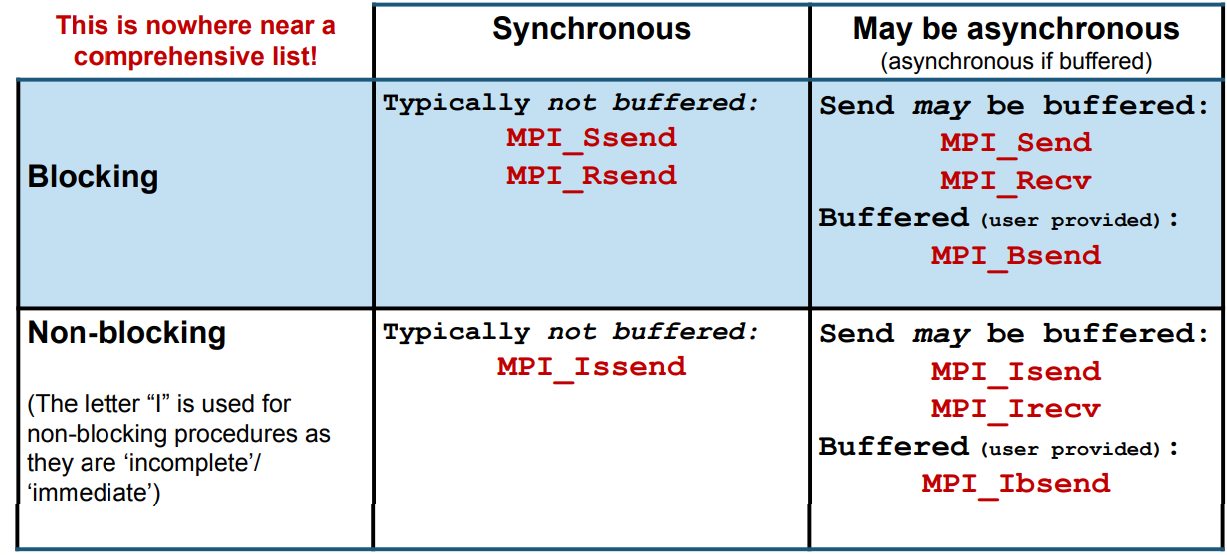 This is nowhere near a
comprehensive list!
Synchronous
May be asynchronous
(asynchronous if buffered)
Blocking
Typically not buffered:
MPI_Ssend
MPI_Rsend
Send may be buffered:
MPI_Send
MPI_Recv
Buffered (user provided):
MPI_Bsend
Non-blocking
(The letter “I” is used for
non-blocking procedures as
they are ‘incomplete’/
‘immediate’)
Typically not buffered:
MPI_Issend
Send may be buffered:
MPI_Isend
MPI_Irecv
Buffered (user provided):
MPI_Ibsend